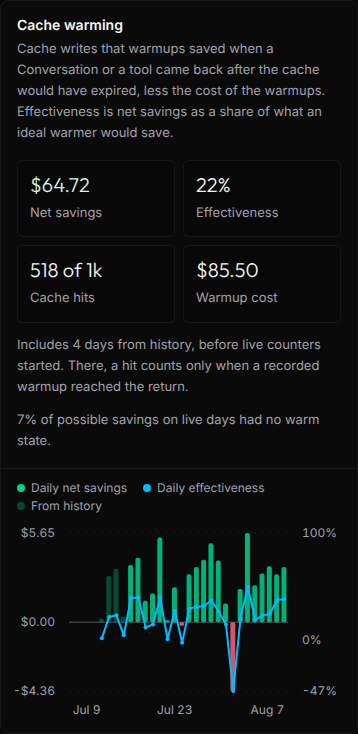 Cache warming
Cache writes that warmups saved when a
Conversation or a tool came back after the cache
would have expired, less the cost of the warmups.
Effectiveness is net savings as a share of what an
ideal warmer would save.
$64.72
Net savings
22%
Effectiveness
518 of 1k
Cache hits
$85.50
Warmup cost
Includes 4 days from history, before live counters
started. There, a hit counts only when a recorded
warmup reached the return.
7% of possible savings on live days had no warm
state.
Daily net savings
Daily effectiveness
From history
$5.65
100%
$0.00
0%
-$4.36
-47%
Jul 9
Jul 23
Aug 7